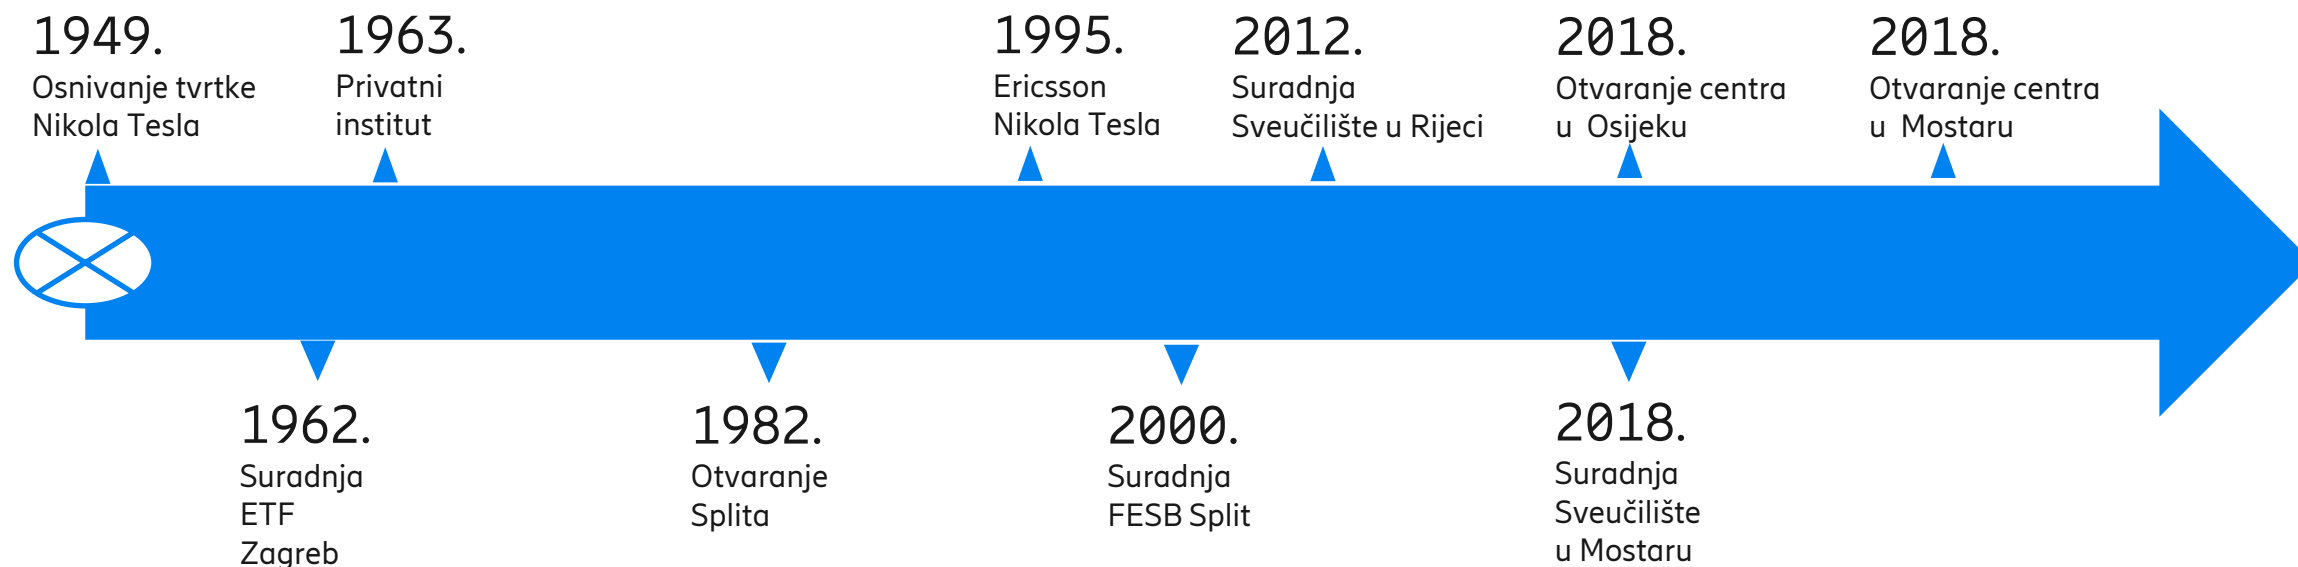 1949.
Osnivanje tvrtke
Nikola Tesla
1963.
Privatni
institut
1995.
Ericsson
Nikola Tesla
2012.
Suradnja
Sveučilište u Rijeci
2018.
Otvaranje centra
u Osijeku
2018.
Otvaranje centra
u Mostaru
1962.
Suradnja
ETF
Zagreb
1982.
Otvaranje
Splita
2000.
Suradnja
FESB Split
2018.
Suradnja
Sveučilište
u Mostaru